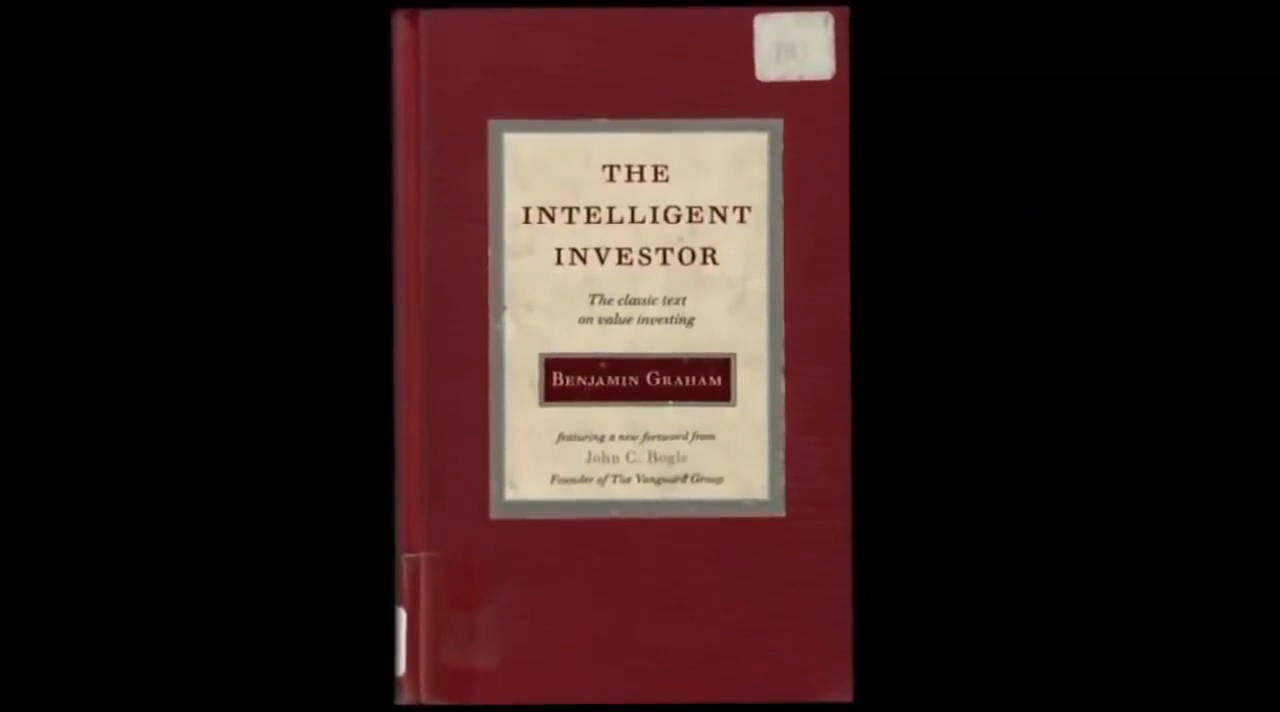 THE
INTELLIGENT
INVESTOR
The classic text
on value investing
BENJAMIN GRAHAM
featuring a new foreword from
John C. Bogle
Founder of The Vanguard Group